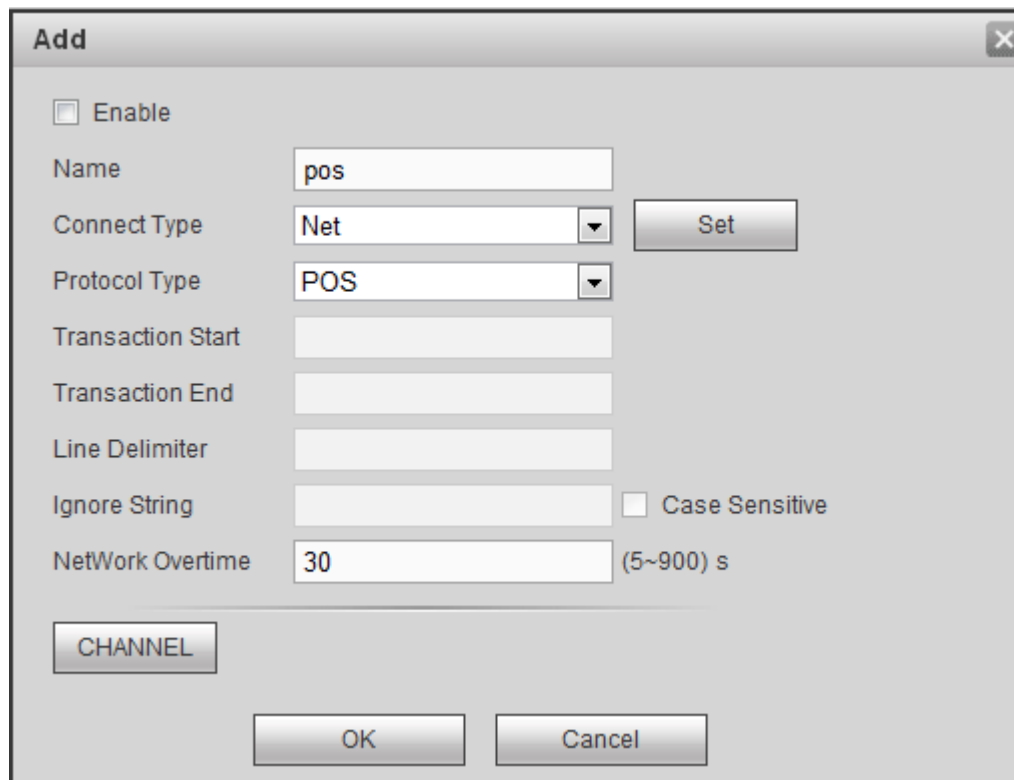 Add
Enable
Name pos
Connect Type Net Set
Protocol Type POS
Transaction Start
Transaction End
Line Delimiter
Ignore String Case Sensitive
NetWork Overtime 30 (5~900) s
CHANNEL
OK Cancel